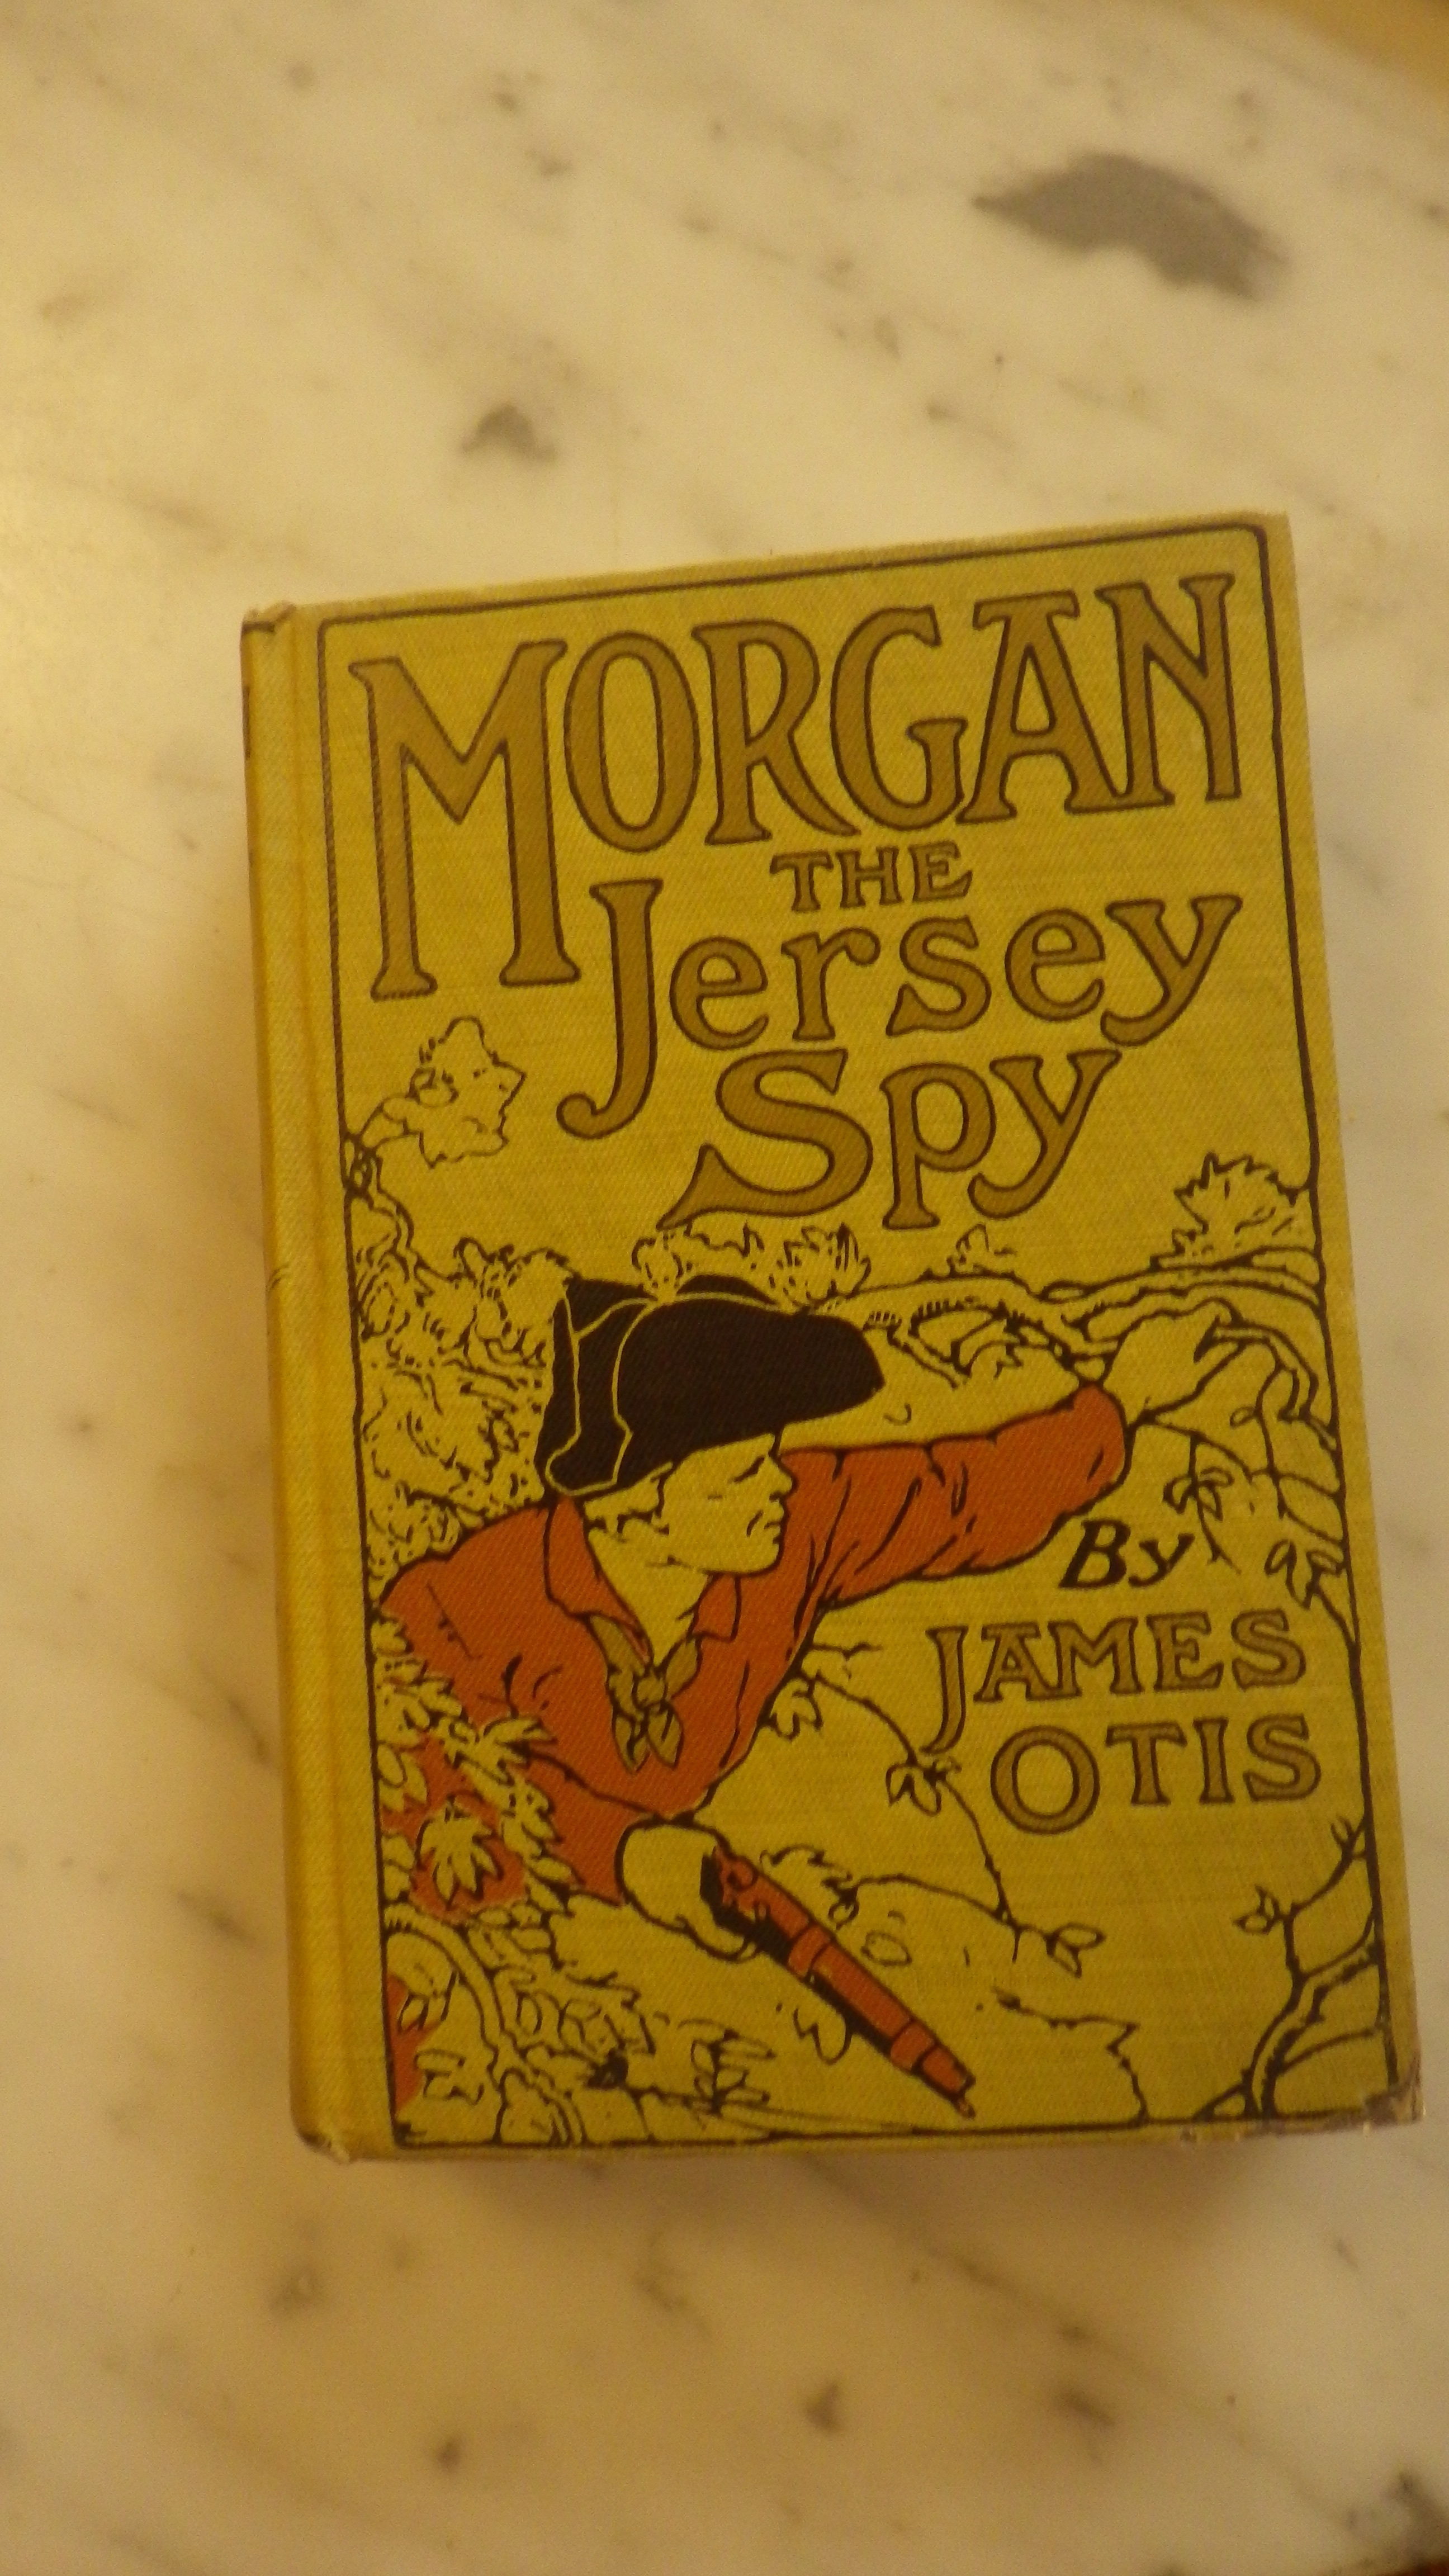 MORGAN
THE
Jersey
Spy
By
JAMES
OTIS